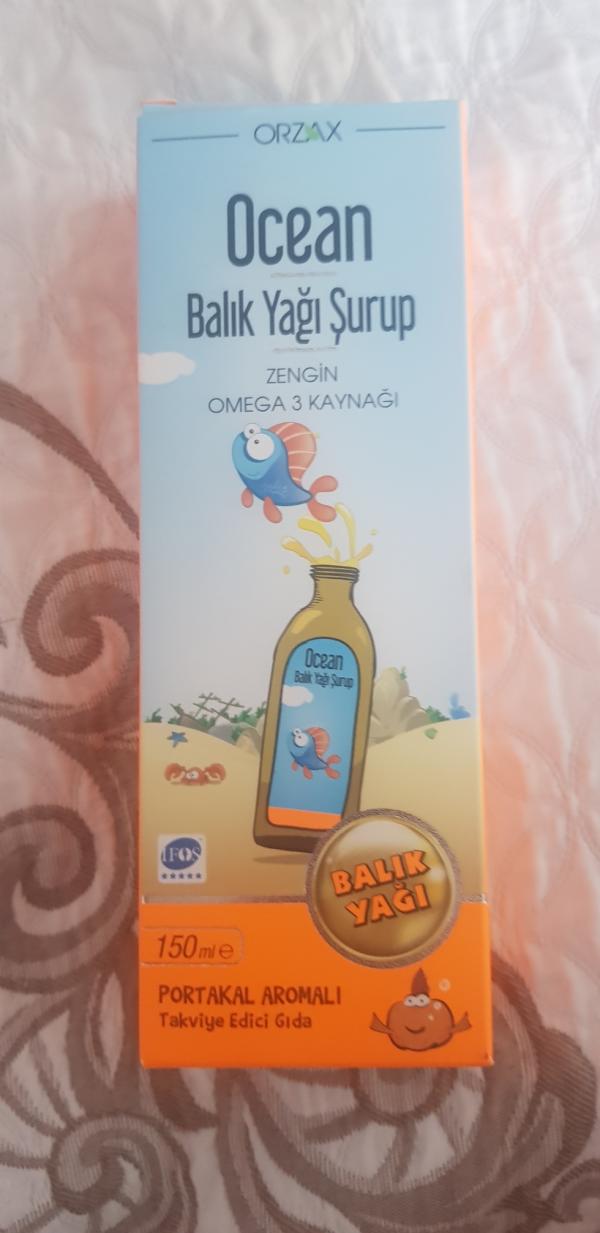 ORZAX
Ocean
Balık Yağı Şurup
ZENGİN
OMEGA 3 KAYNAĞI
Ocean
Balık Yağı Şurup
IFOS
BALIK
YAĞI
150 ml e
PORTAKAL AROMALI
Takviye Edici Gıda